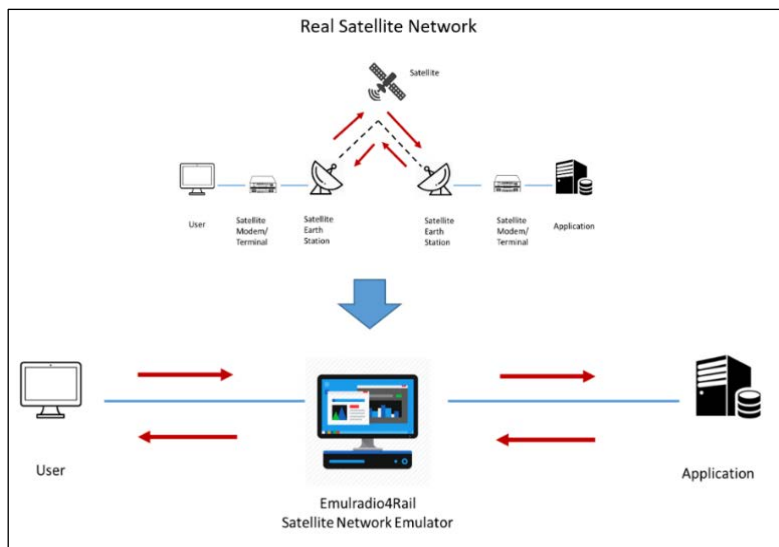 Real Satellite Network
Satellite
User
Satellite
Modem/
Terminal
Satellite
Earth
Station
Satellite
Earth
Station
Satellite
Modem/
Terminal
Application
User
Emulradio4Rail
Satellite Network Emulator
Application